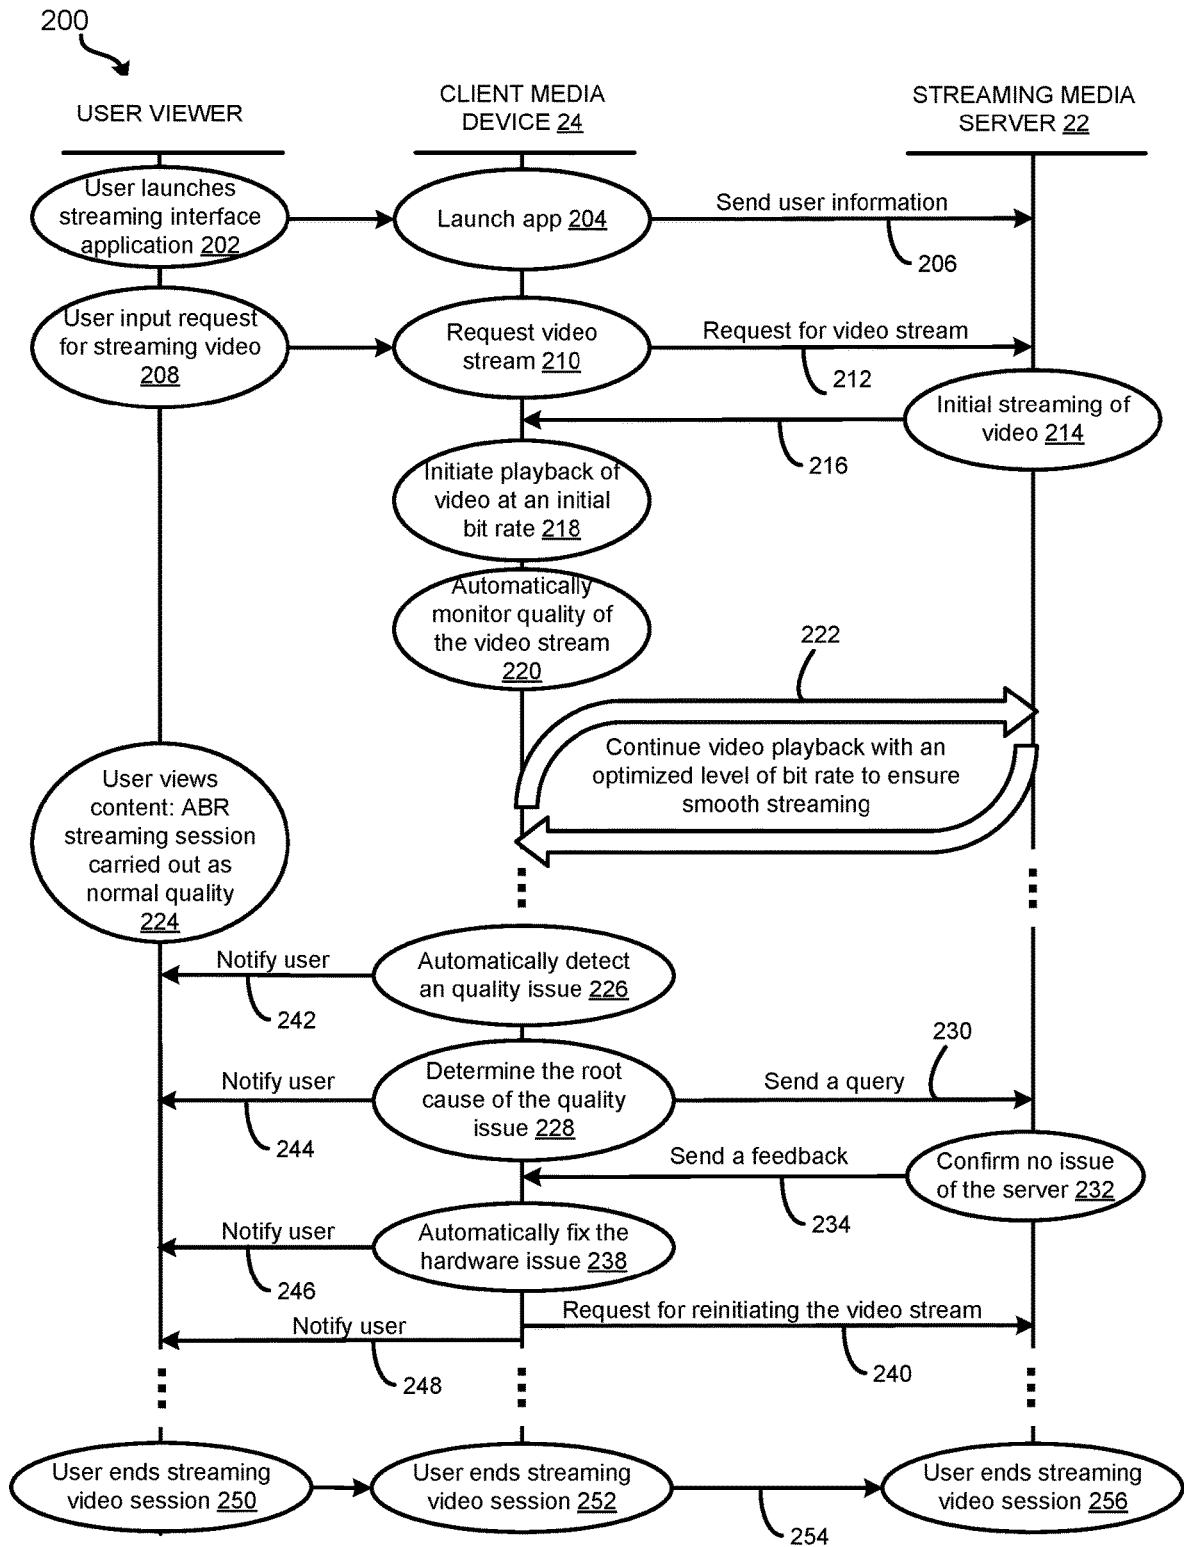 200
USER VIEWER
CLIENT MEDIA
DEVICE 24
STREAMING MEDIA
SERVER 22
User launches
streaming interface
application 202
Launch app 204
Send user information
206
User input request
for streaming video
208
Request video
stream 210
Request for video stream
212
Initial streaming of
video 214
216
Initiate playback of
video at an initial
bit rate 218
Automatically
monitor quality of
the video stream
220
222
Continue video playback with an
optimized level of bit rate to ensure
smooth streaming
User views
content: ABR
streaming session
carried out as
normal quality
224
Notify user
242
Automatically detect
an quality issue 226
230
Notify user
244
Determine the root
cause of the quality
issue 228
Send a query
Send a feedback
234
Confirm no issue
of the server 232
Notify user
246
Automatically fix the
hardware issue 238
Request for reinitiating the video stream
240
Notify user
248
User ends streaming
video session 250
User ends streaming
video session 252
254
User ends streaming
video session 256